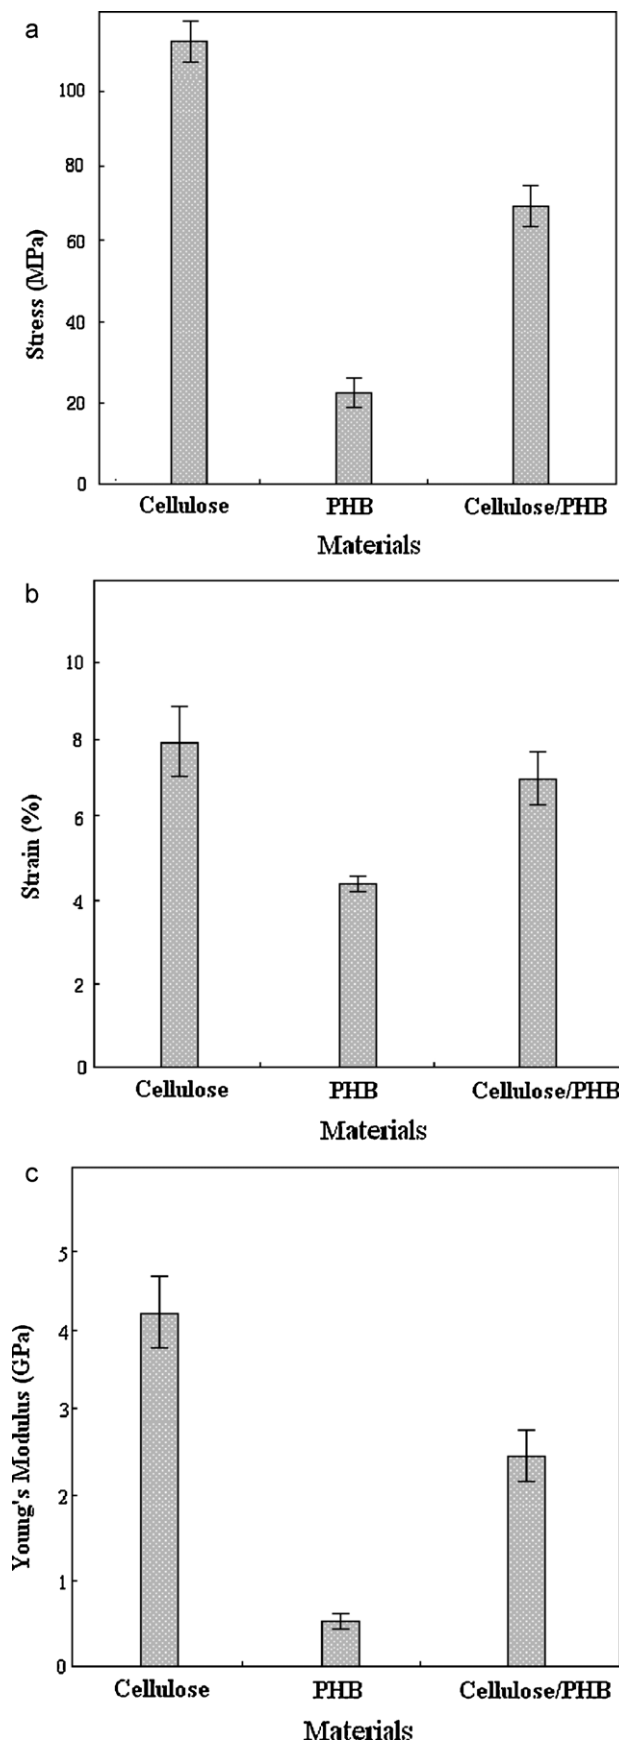 a
100
80
60
40
20
0
Stress (MPa)
Cellulose PHB Cellulose/PHB
Materials
b
10
8
6
4
2
0
Strain (%)
Cellulose PHB Cellulose/PHB
Materials
c
5
4
3
2
1
0
Young's Modulus (GPa)
Cellulose PHB Cellulose/PHB
Materials